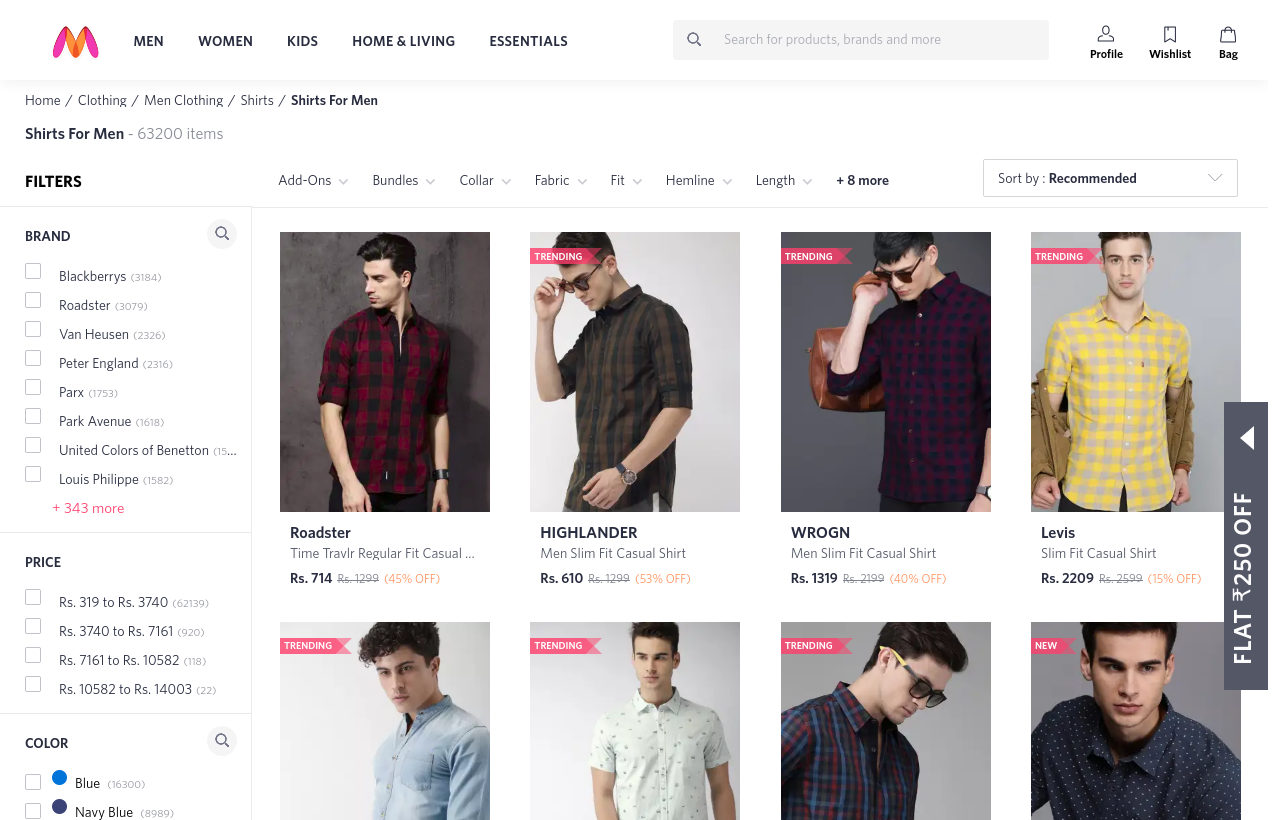 MEN WOMEN KIDS HOME & LIVING ESSENTIALS
Search for products, brands and more
Profile Wishlist Bag
Home / Clothing / Men Clothing / Shirts / Shirts For Men
Shirts For Men - 63200 items
FILTERS
Add-Ons Bundles Collar Fabric Fit Hemline Length + 8 more
Sort by : Recommended
BRAND
Blackberrys (3184)
Roadster (3079)
Van Heusen (2326)
Peter England (2316)
Parx (1753)
Park Avenue (1618)
United Colors of Benetton (15...
Louis Philippe (1582)
+ 343 more
PRICE
Rs. 319 to Rs. 3740 (62139)
Rs. 3740 to Rs. 7161 (920)
Rs. 7161 to Rs. 10582 (118)
Rs. 10582 to Rs. 14003 (22)
COLOR
Blue (16300)
Navy Blue (8989)
Roadster
Time Travlr Regular Fit Casual ...
Rs. 714 Rs. 1299 (45% OFF)
TRENDING
HIGHLANDER
Men Slim Fit Casual Shirt
Rs. 610 Rs. 1299 (53% OFF)
TRENDING
WROGN
Men Slim Fit Casual Shirt
Rs. 1319 Rs. 2199 (40% OFF)
TRENDING
Levis
Slim Fit Casual Shirt
Rs. 2209 Rs. 2599 (15% OFF)
TRENDING
TRENDING
TRENDING
NEW
FLAT ₹250 OFF